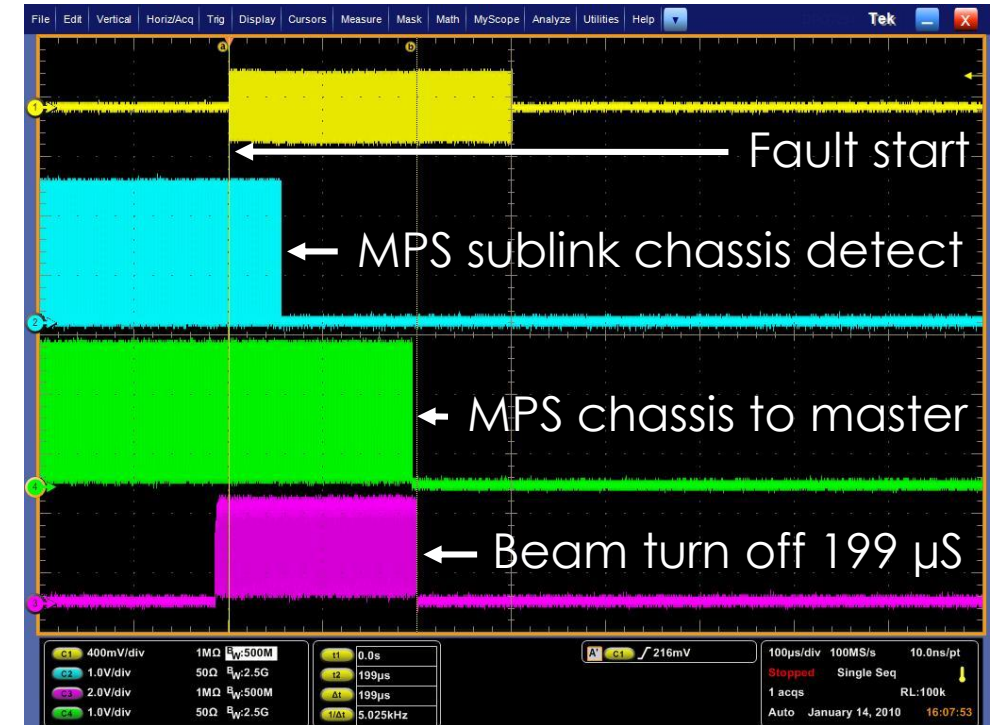 File Edit Vertical Horiz/Acq Trig Display Cursors Measure Mask Math MyScope Analyze Utilities Help Tek X
a b
1
Fault start
MPS sublink chassis detect
2
MPS chassis to master
4
Beam turn off 199 µS
3
C1 400mV/div 1MΩ BW:500M t1 0.0s A' C1 216mV 100µs/div 100MS/s 10.0ns/pt
C2 1.0V/div 50Ω BW:2.5G t2 199µs Stopped Single Seq
C3 2.0V/div 1MΩ BW:500M Δt 199µs 1 acqs RL:100k
C4 1.0V/div 50Ω BW:2.5G 1/Δt 5.025kHz Auto January 14, 2010 16:07:53